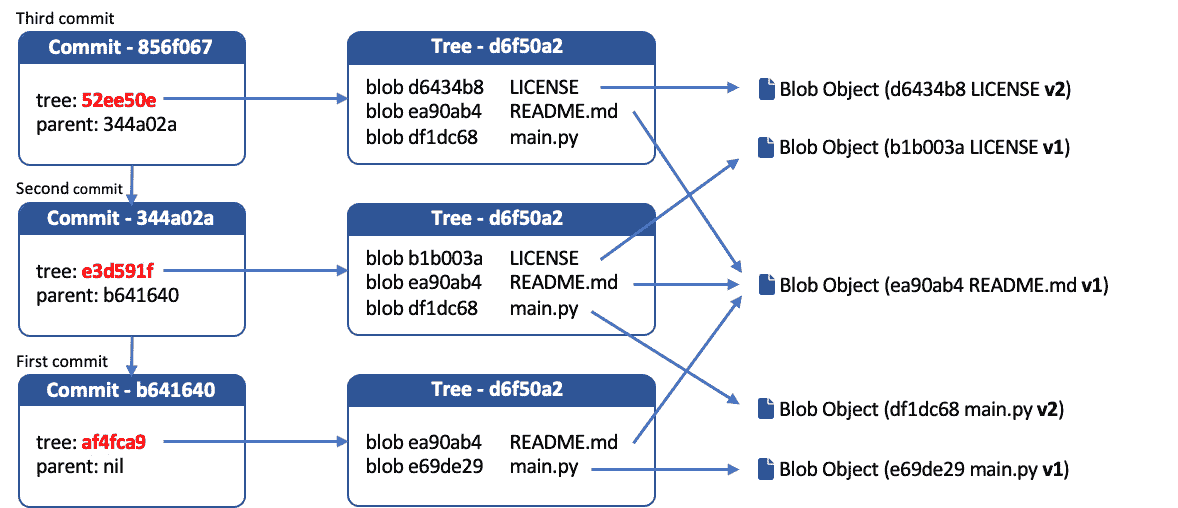 Third commit
Commit - 856f067
tree: 52ee50e
parent: 344a02a
Tree - d6f50a2
blob d6434b8 LICENSE
blob ea90ab4 README.md
blob df1dc68 main.py
Blob Object (d6434b8 LICENSE v2)
Blob Object (b1b003a LICENSE v1)
Second commit
Commit - 344a02a
tree: e3d591f
parent: b641640
Tree - d6f50a2
blob b1b003a LICENSE
blob ea90ab4 README.md
blob df1dc68 main.py
Blob Object (ea90ab4 README.md v1)
First commit
Commit - b641640
tree: af4fca9
parent: nil
Tree - d6f50a2
blob ea90ab4 README.md
blob e69de29 main.py
Blob Object (df1dc68 main.py v2)
Blob Object (e69de29 main.py v1)